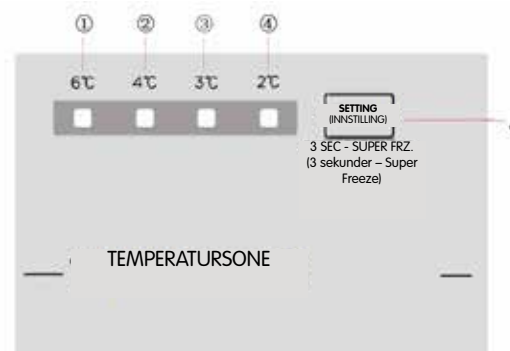 ① ② ③ ④
6℃ 4℃ 3℃ 2℃
SETTING
(INNSTILLING)
3 SEC - SUPER FRZ.
(3 sekunder – Super
Freeze)
TEMPERATURSONE